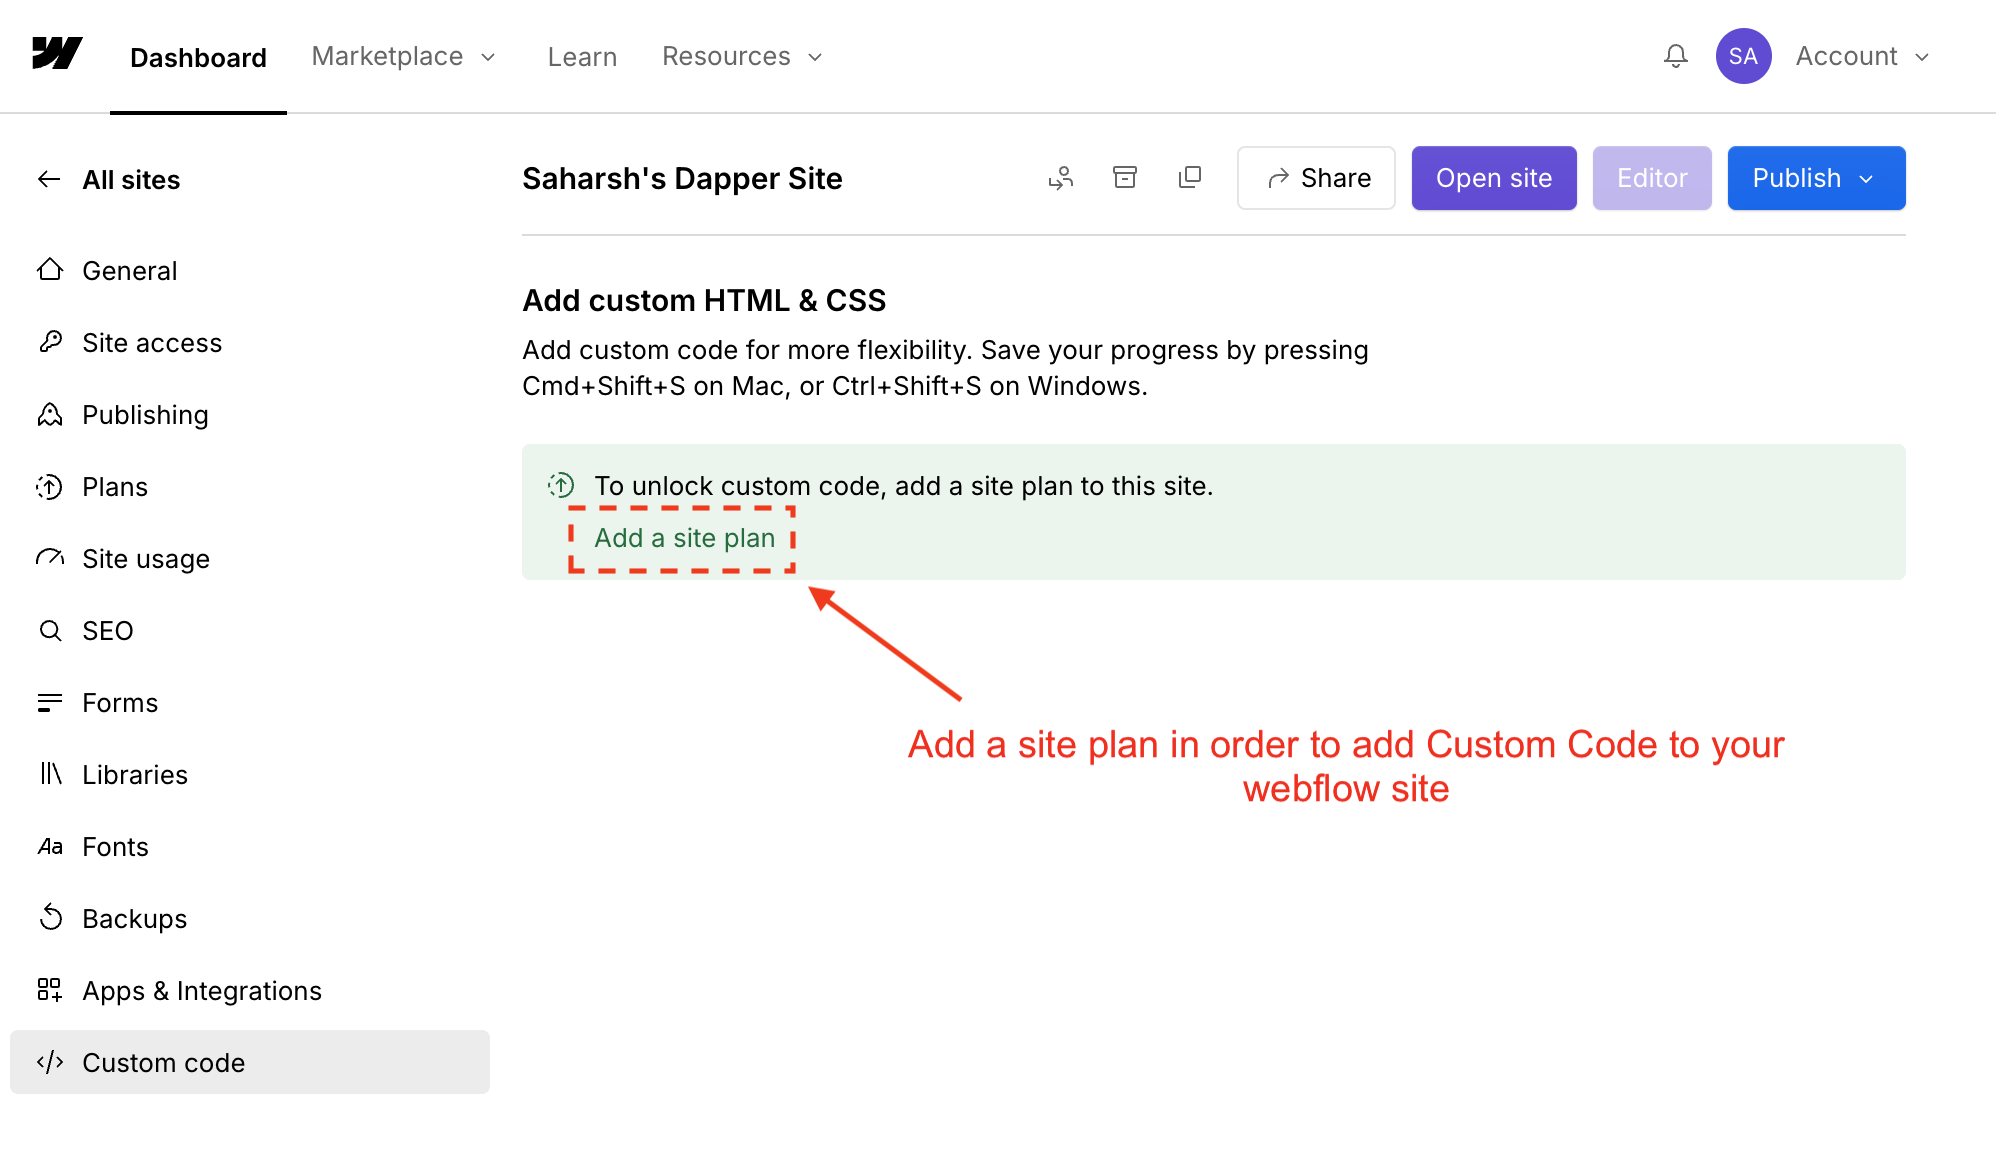 Dashboard Marketplace Learn Resources SA Account
All sites
General
Site access
Publishing
Plans
Site usage
SEO
Forms
Libraries
Aa Fonts
Backups
Apps & Integrations
</> Custom code
Saharsh's Dapper Site Share Open site Editor Publish
Add custom HTML & CSS
Add custom code for more flexibility. Save your progress by pressing
Cmd+Shift+S on Mac, or Ctrl+Shift+S on Windows.
To unlock custom code, add a site plan to this site.
Add a site plan
Add a site plan in order to add Custom Code to your
webflow site